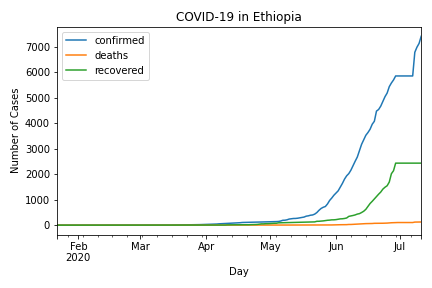 COVID-19 in Ethiopia
confirmed
deaths
recovered
Number of Cases
7000
6000
5000
4000
3000
2000
1000
0
Feb Mar Apr May Jun Jul
2020
Day